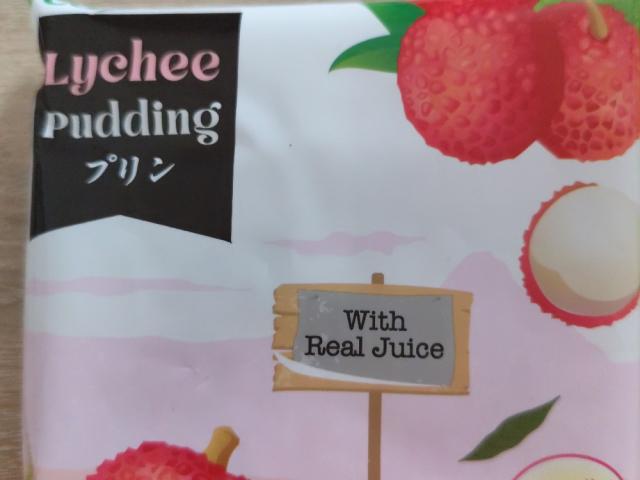 Lychee
Pudding
プリン
With
Real Juice